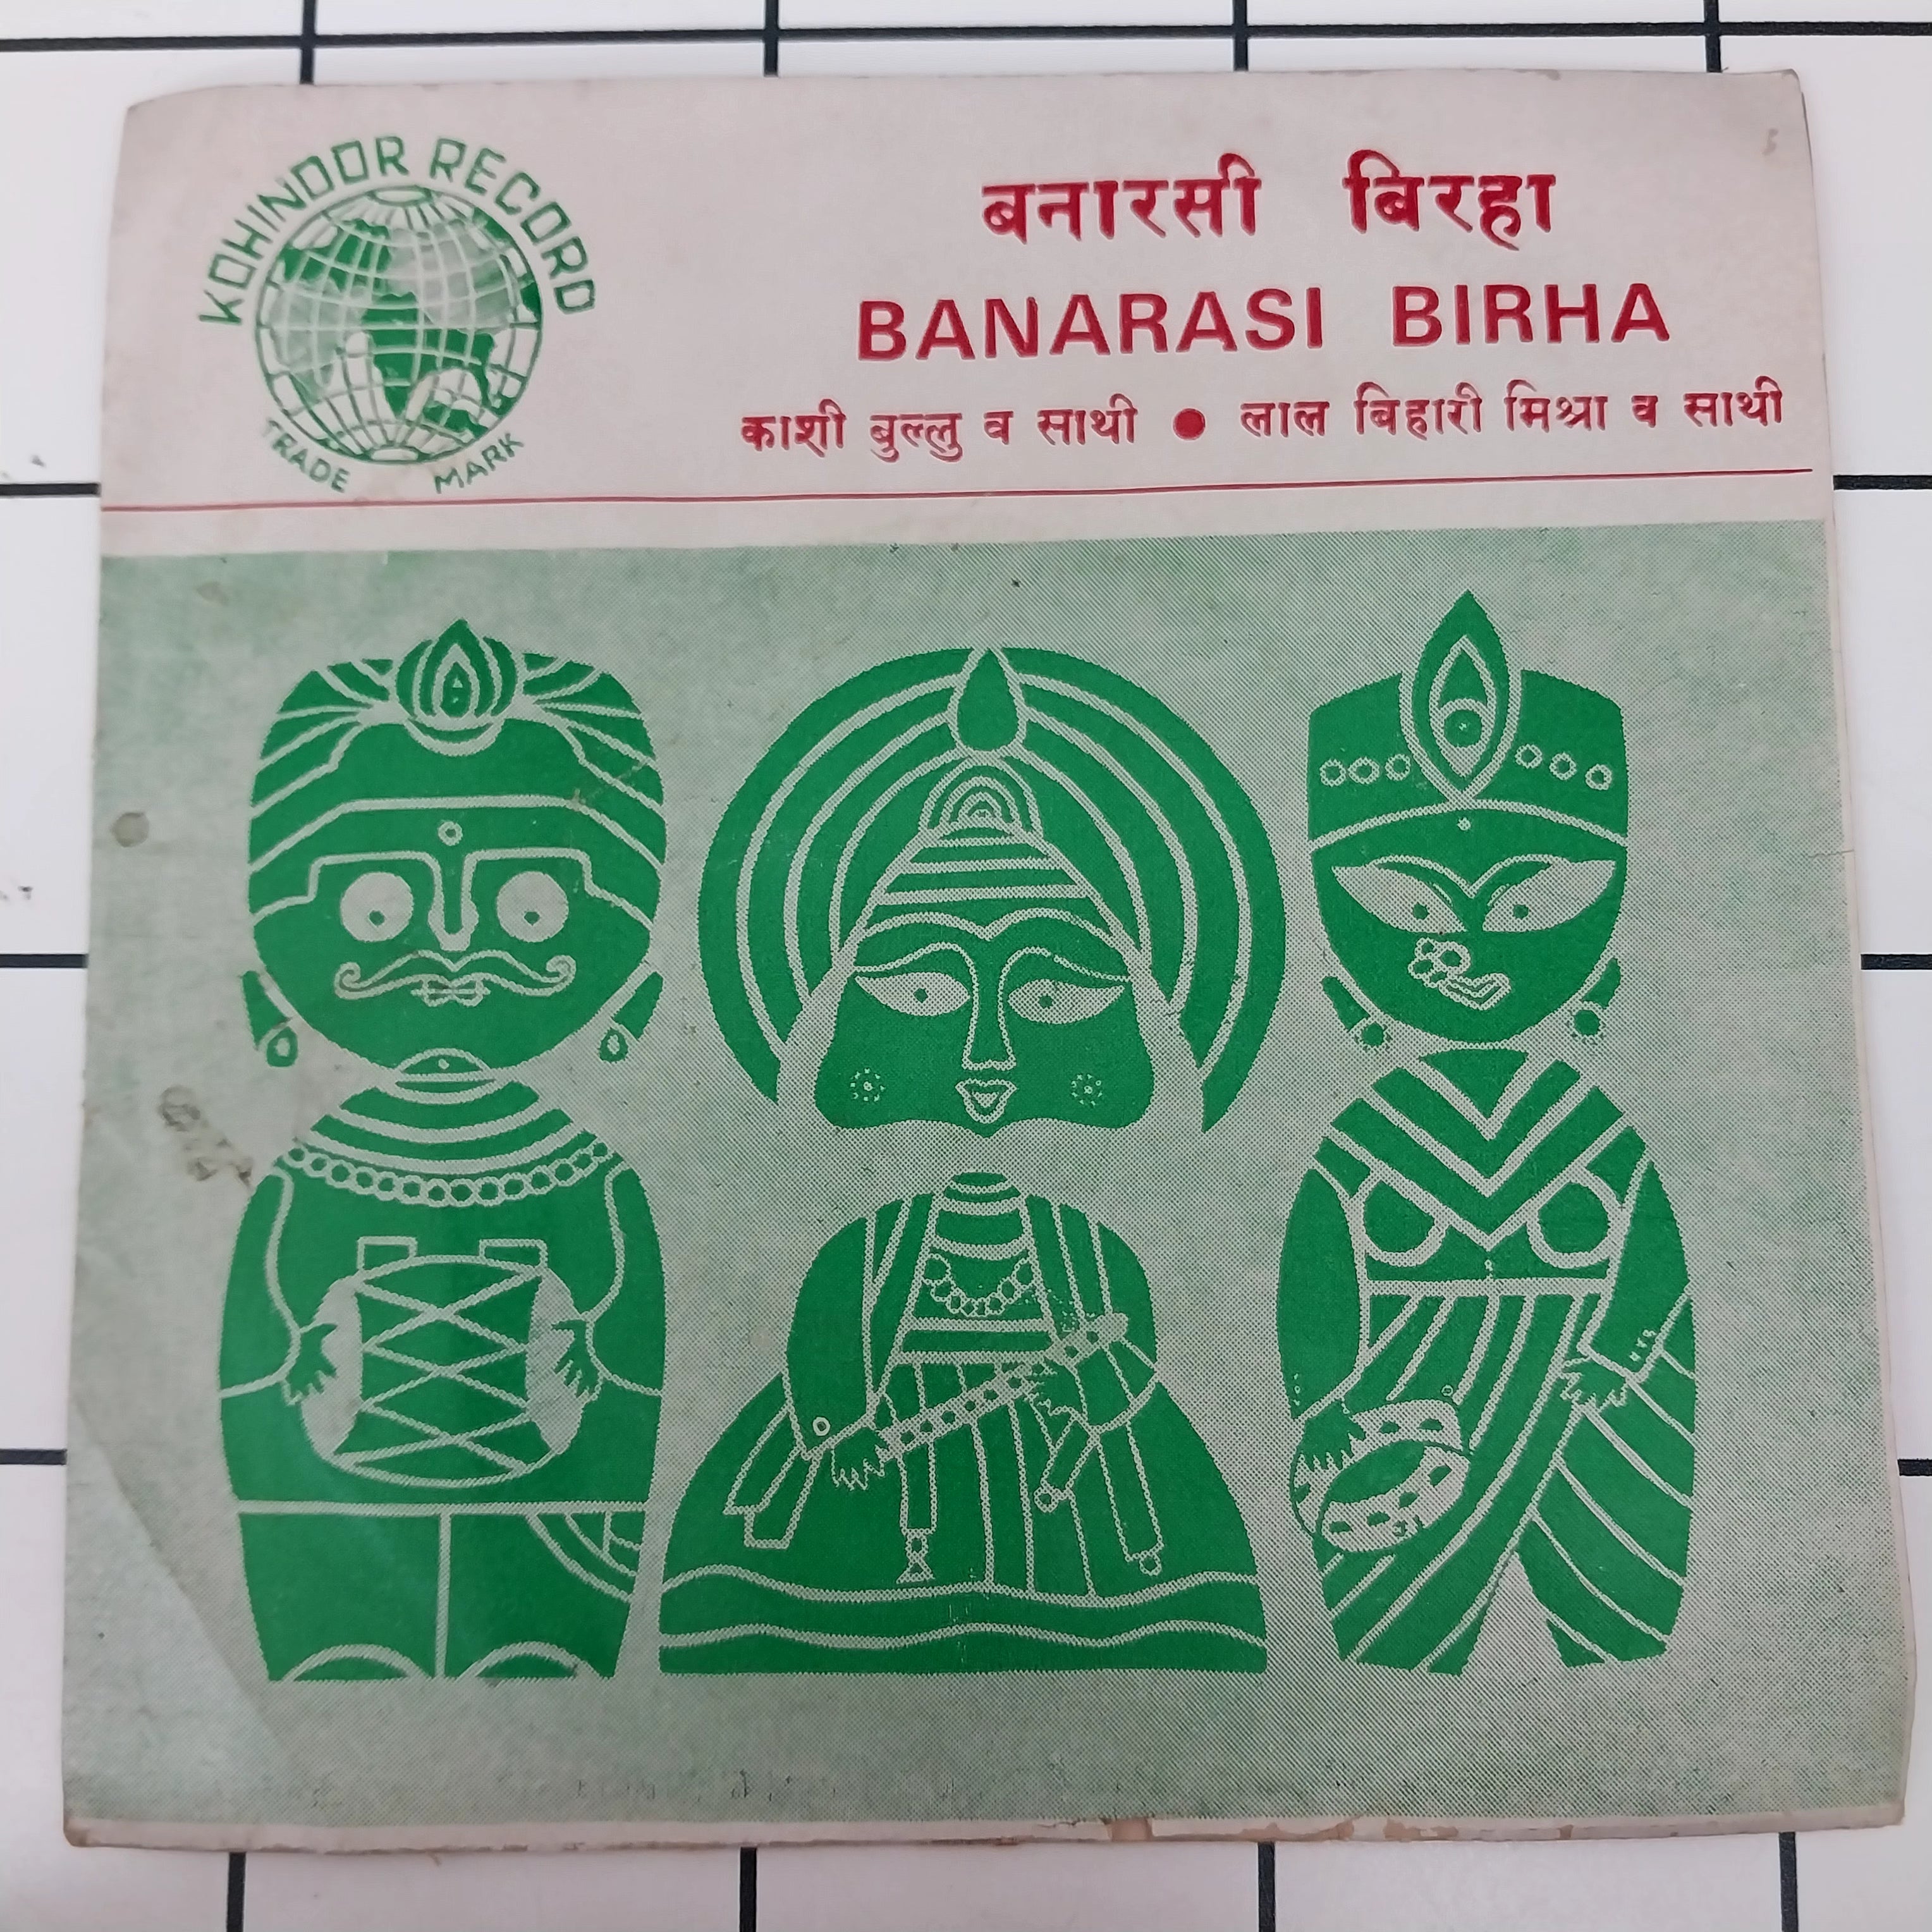 KOHINOOR RECORD
TRADE MARK
बनारसी बिरहा
BANARASI BIRHA
काशी बुल्लु व साथी ● लाल बिहारी मिश्रा व साथी